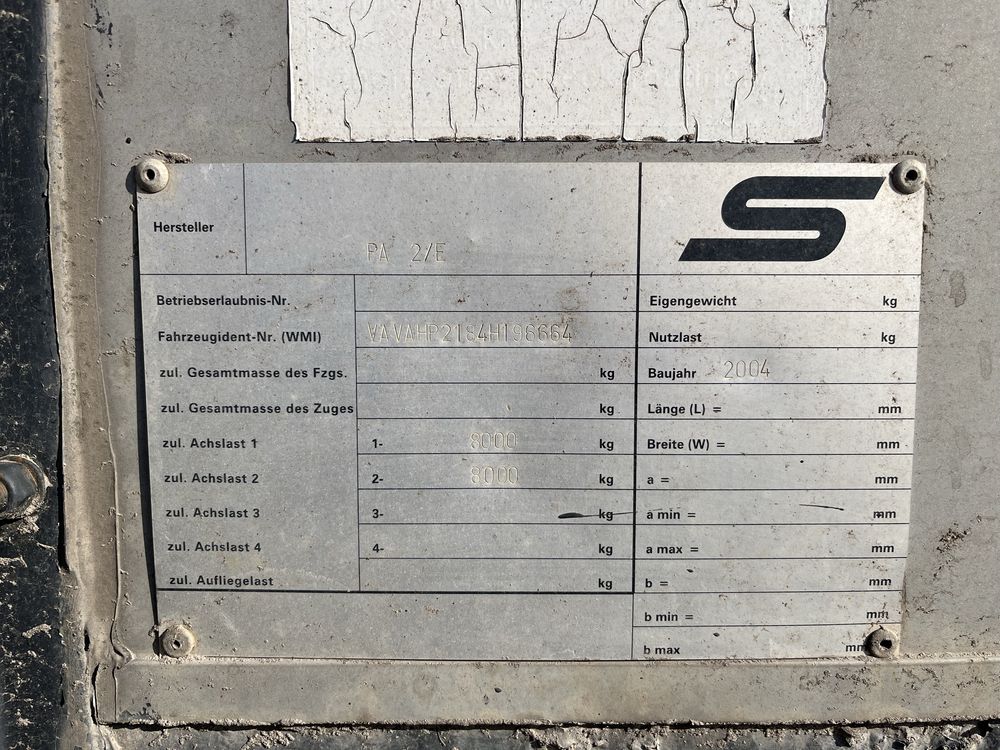 Hersteller
PA 2/E
Betriebserlaubnis-Nr.
Fahrzeugident-Nr. (WMI) VAVAHP2184H198664
zul. Gesamtmasse des Fzgs. kg
zul. Gesamtmasse des Zuges kg
zul. Achslast 1 1- 8000 kg
zul. Achslast 2 2- 8000 kg
zul. Achslast 3 3- kg
zul. Achslast 4 4- kg
zul. Aufliegelast kg
S
Eigengewicht kg
Nutzlast kg
Baujahr 2004
Länge (L) = mm
Breite (W) = mm
a = mm
a min = mm
a max = mm
b = mm
b min = mm
b max mm